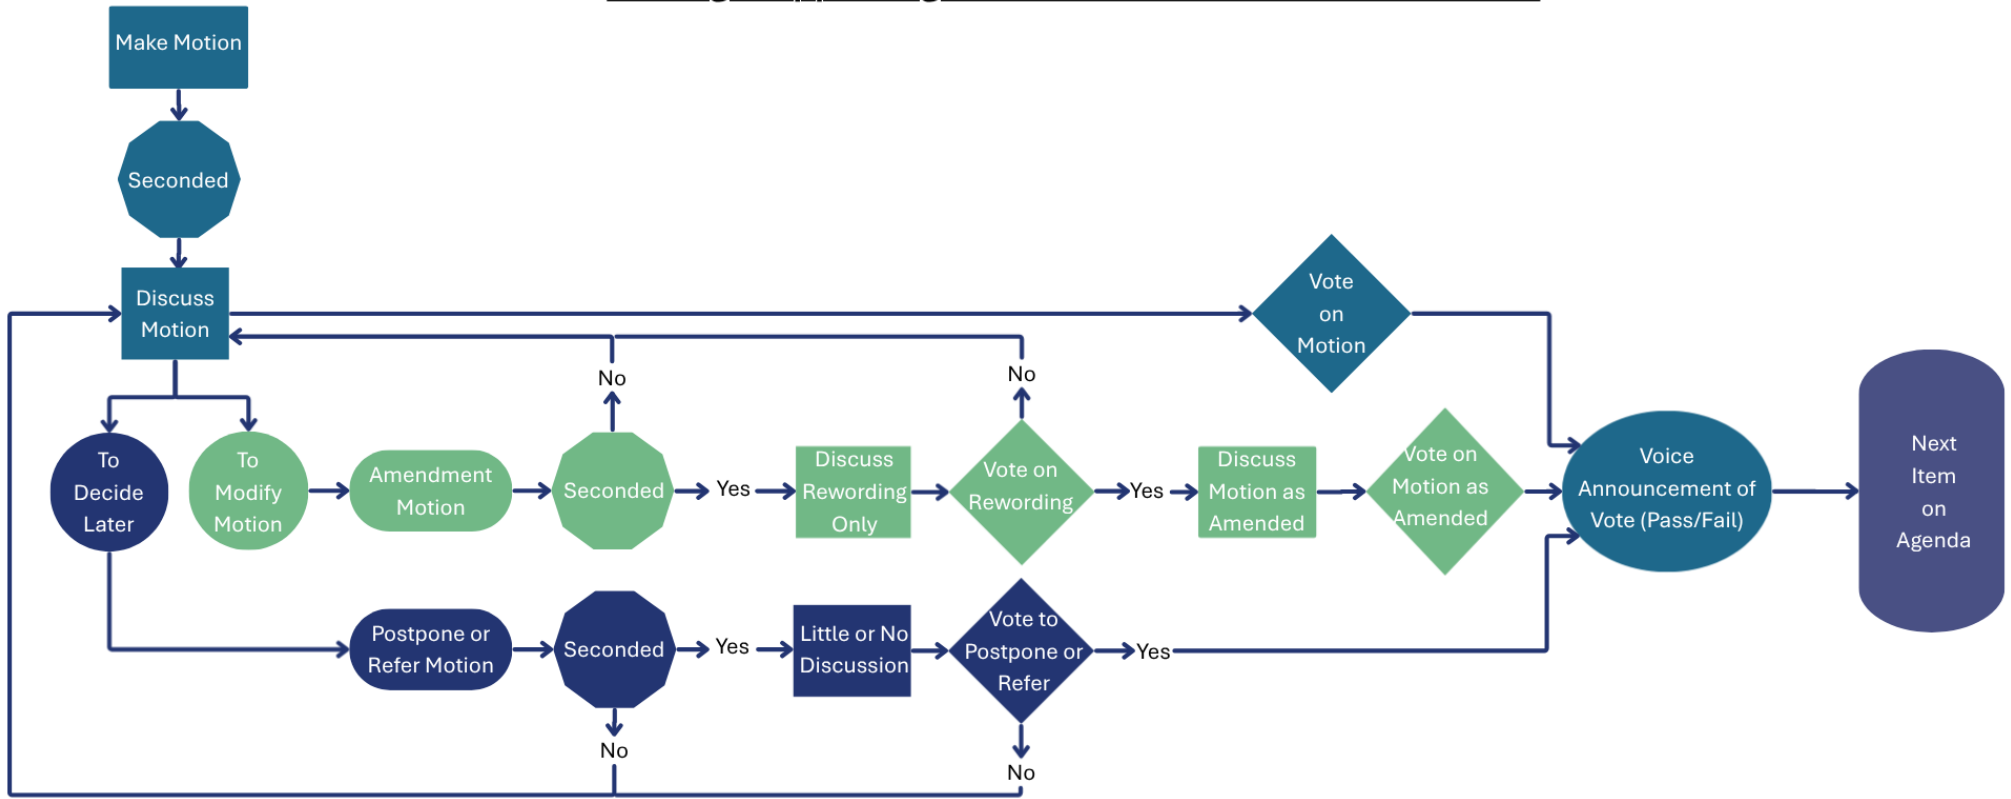 Make Motion
Seconded
Discuss
Motion
Vote
on
Motion
No
No
To
Decide
Later
To
Modify
Motion
Amendment
Motion
Seconded
Yes
Discuss
Rewording
Only
Vote on
Rewording
Yes
Discuss
Motion as
Amended
Vote on
Motion as
Amended
Voice
Announcement of
Vote (Pass/Fail)
Next
Item
on
Agenda
Postpone or
Refer Motion
Seconded
Yes
Little or No
Discussion
Vote to
Postpone or
Refer
Yes
No
No